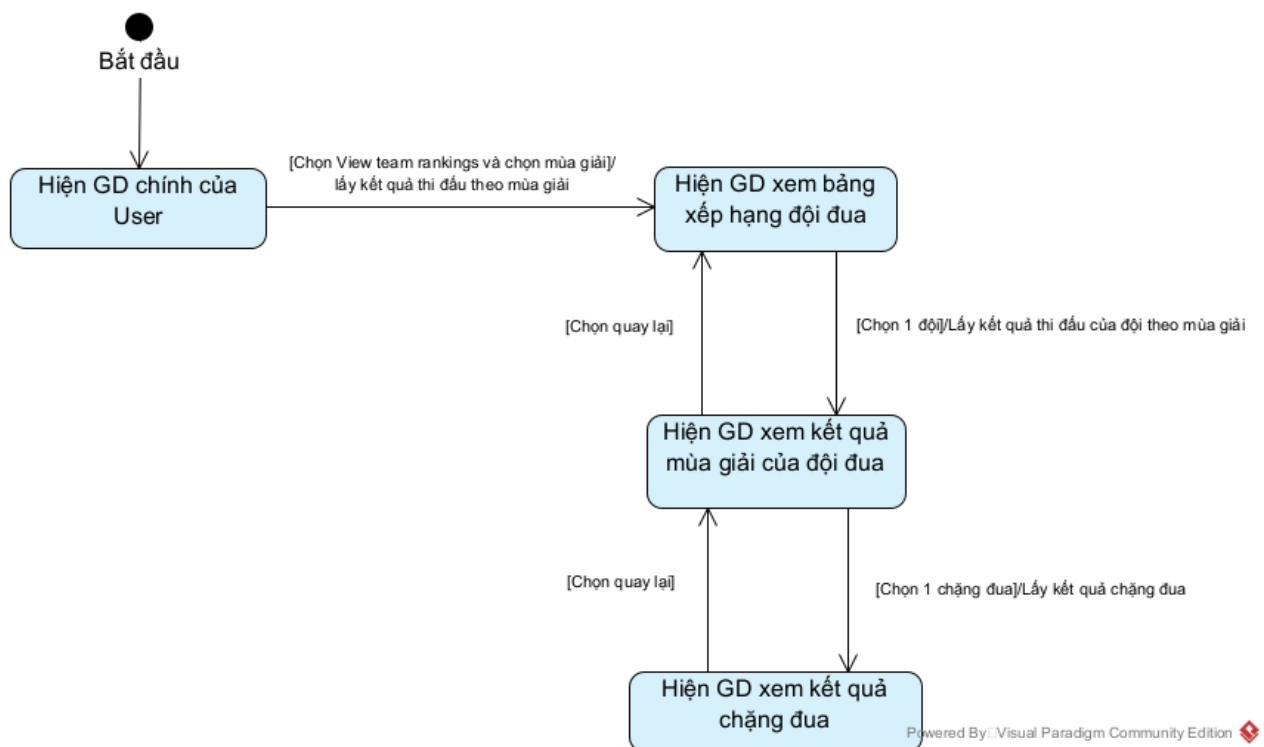 Bắt đầu
Hiện GD chính của
User
[Chọn View team rankings và chọn mùa giải]/
lấy kết quả thi đấu theo mùa giải
Hiện GD xem bảng
xếp hạng đội đua
[Chọn quay lại]
[Chọn 1 đội]/Lấy kết quả thi đấu của đội theo mùa giải
Hiện GD xem kết quả
mùa giải của đội đua
[Chọn quay lại]
[Chọn 1 chặng đua]/Lấy kết quả chặng đua
Hiện GD xem kết quả
chặng đua
Powered By Visual Paradigm Community Edition